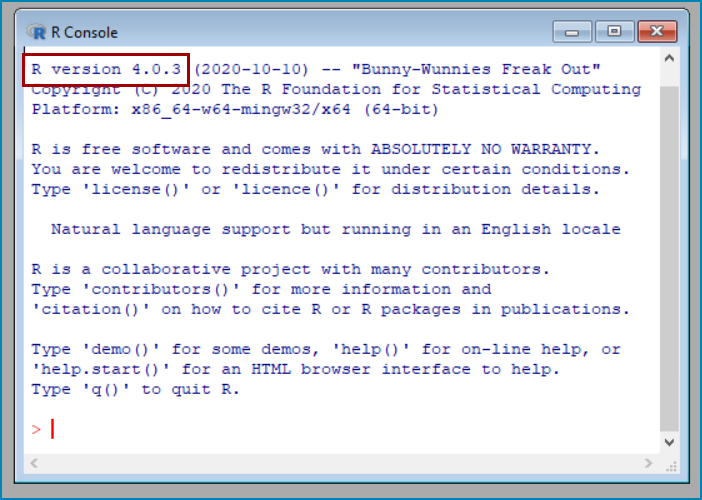 R Console
R version 4.0.3 (2020-10-10) -- "Bunny-Wunnies Freak Out"
Copyright (C) 2020 The R Foundation for Statistical Computing
Platform: x86_64-w64-mingw32/x64 (64-bit)
R is free software and comes with ABSOLUTELY NO WARRANTY.
You are welcome to redistribute it under certain conditions.
Type 'license()' or 'licence()' for distribution details.
Natural language support but running in an English locale
R is a collaborative project with many contributors.
Type 'contributors()' for more information and
'citation()' on how to cite R or R packages in publications.
Type 'demo()' for some demos, 'help()' for on-line help, or
'help.start()' for an HTML browser interface to help.
Type 'q()' to quit R.
>